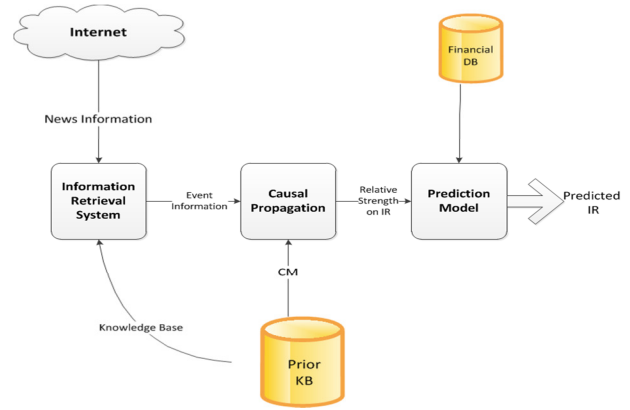 Internet
Financial
DB
News Information
Information
Retrieval
System
Event
Information
Causal
Propagation
Relative
Strength
on IR
Prediction
Model
Predicted
IR
CM
Knowledge Base
Prior
KB